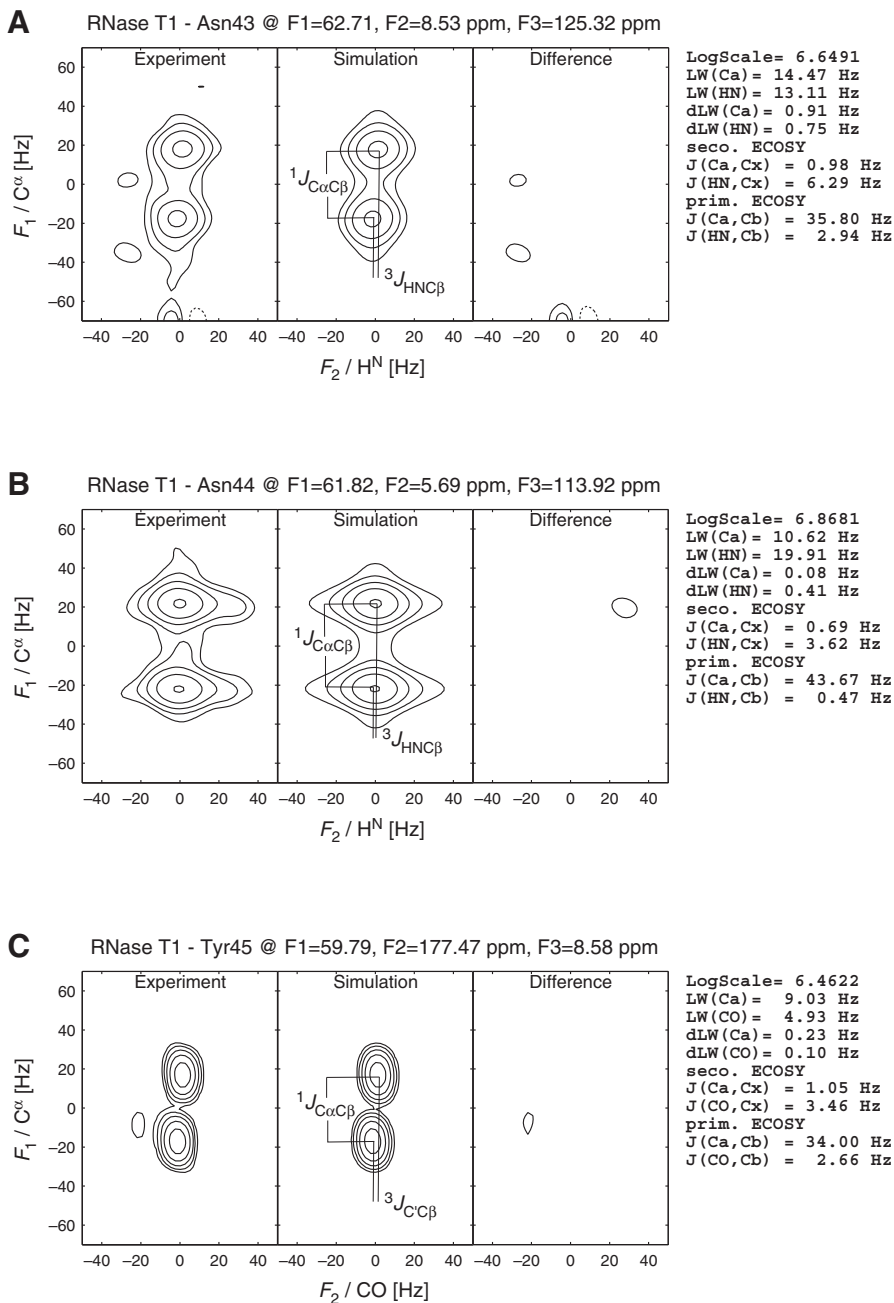 A
RNase T1 - Asn43 @ F1=62.71, F2=8.53 ppm, F3=125.32 ppm
Experiment Simulation Difference
60
40
20
0
−20
−40
−60
F1 / Cα [Hz]
1JCαCβ
3JHNCβ
−40 −20 0 20 40 −40 −20 0 20 40 −40 −20 0 20 40
F2 / HN [Hz]
LogScale= 6.6491
LW(Ca)= 14.47 Hz
LW(HN)= 13.11 Hz
dLW(Ca)= 0.91 Hz
dLW(HN)= 0.75 Hz
seco. ECOSY
J(Ca,Cx) = 0.98 Hz
J(HN,Cx) = 6.29 Hz
prim. ECOSY
J(Ca,Cb) = 35.80 Hz
J(HN,Cb) = 2.94 Hz
B
RNase T1 - Asn44 @ F1=61.82, F2=5.69 ppm, F3=113.92 ppm
Experiment Simulation Difference
60
40
20
0
−20
−40
−60
F1 / Cα [Hz]
1JCαCβ
3JHNCβ
−40 −20 0 20 40 −40 −20 0 20 40 −40 −20 0 20 40
F2 / HN [Hz]
LogScale= 6.8681
LW(Ca)= 10.62 Hz
LW(HN)= 19.91 Hz
dLW(Ca)= 0.08 Hz
dLW(HN)= 0.41 Hz
seco. ECOSY
J(Ca,Cx) = 0.69 Hz
J(HN,Cx) = 3.62 Hz
prim. ECOSY
J(Ca,Cb) = 43.67 Hz
J(HN,Cb) = 0.47 Hz
C
RNase T1 - Tyr45 @ F1=59.79, F2=177.47 ppm, F3=8.58 ppm
Experiment Simulation Difference
60
40
20
0
−20
−40
−60
F1 / Cα [Hz]
1JCαCβ
3JC'Cβ
−40 −20 0 20 40 −40 −20 0 20 40 −40 −20 0 20 40
F2 / CO [Hz]
LogScale= 6.4622
LW(Ca)= 9.03 Hz
LW(CO)= 4.93 Hz
dLW(Ca)= 0.23 Hz
dLW(CO)= 0.10 Hz
seco. ECOSY
J(Ca,Cx) = 1.05 Hz
J(CO,Cx) = 3.46 Hz
prim. ECOSY
J(Ca,Cb) = 34.00 Hz
J(CO,Cb) = 2.66 Hz